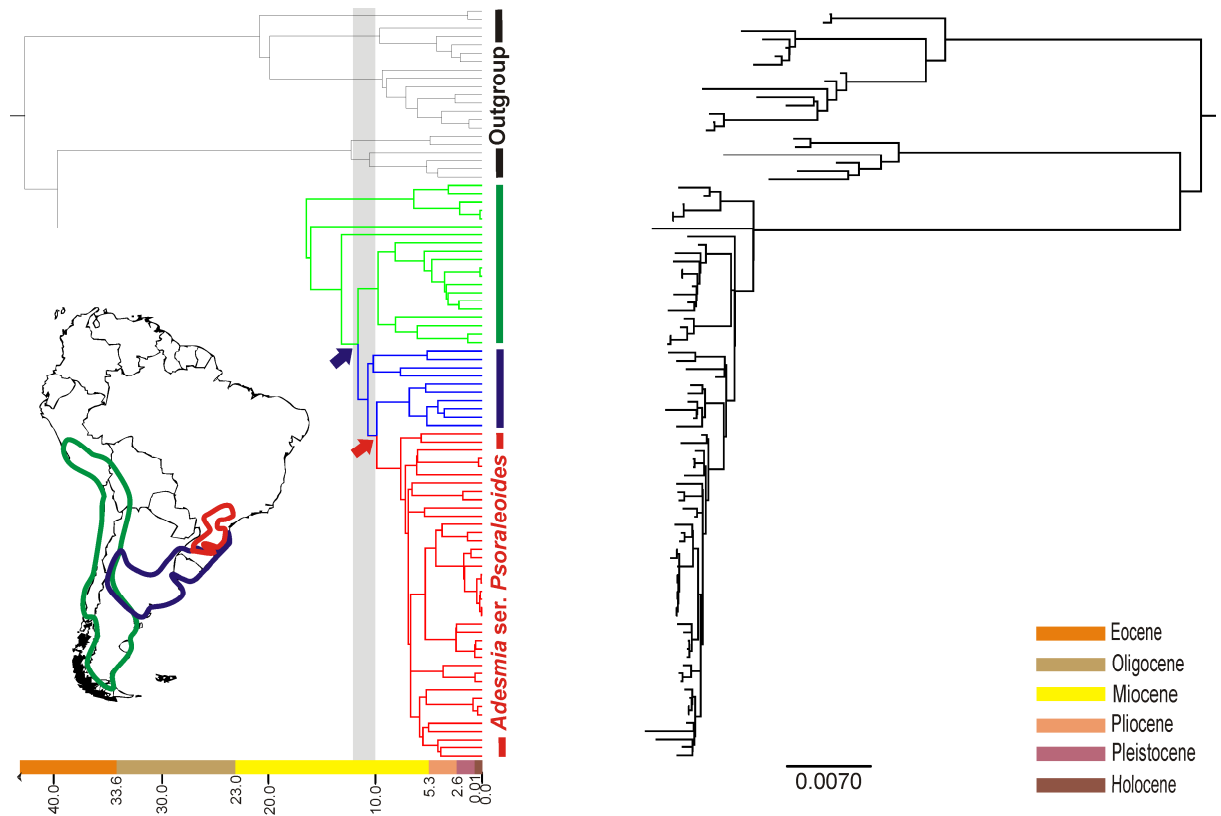 Outgroup
Adesmia ser. Psoraleoides
40.0
33.6
30.0
23.0
20.0
10.0
5.3
2.6
0.01
0.0
0.0070
Eocene
Oligocene
Miocene
Pliocene
Pleistocene
Holocene